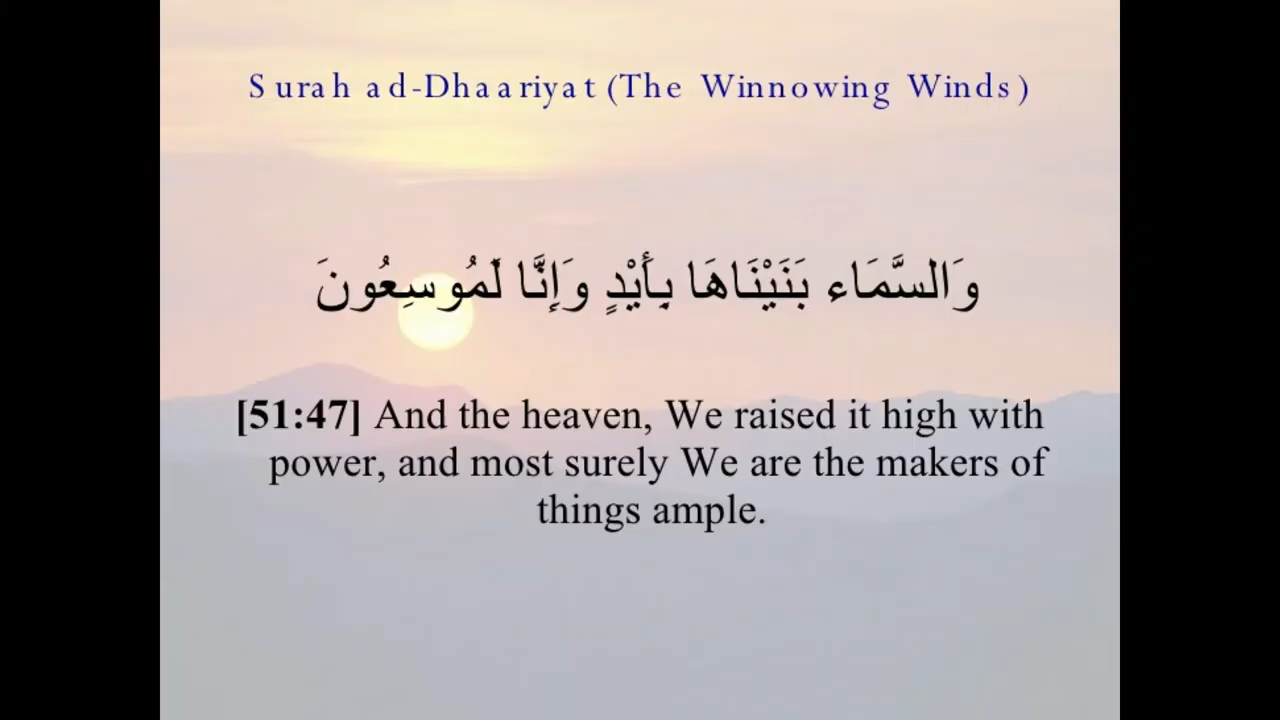 Surah ad-Dhaariyat (The Winnowing Winds)
وَالسَّمَاء بَنَيْنَاهَا بِأَيْدٍ وَإِنَّا لَمُوسِعُونَ
[51:47] And the heaven, We raised it high with
power, and most surely We are the makers of
things ample.